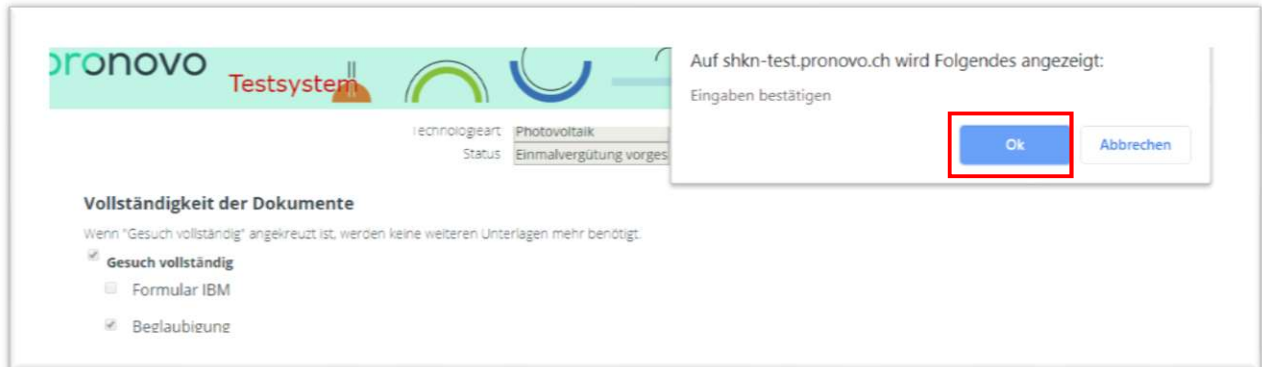 pronovo
Testsystem
Auf shkn-test.pronovo.ch wird Folgendes angezeigt:
Eingaben bestätigen
Ok
Abbrechen
Technologieart Photovoltaik
Status Einmalvergütung vorges
Vollständigkeit der Dokumente
Wenn "Gesuch vollständig" angekreuzt ist, werden keine weiteren Unterlagen mehr benötigt.
Gesuch vollständig
Formular IBM
Beglaubigung